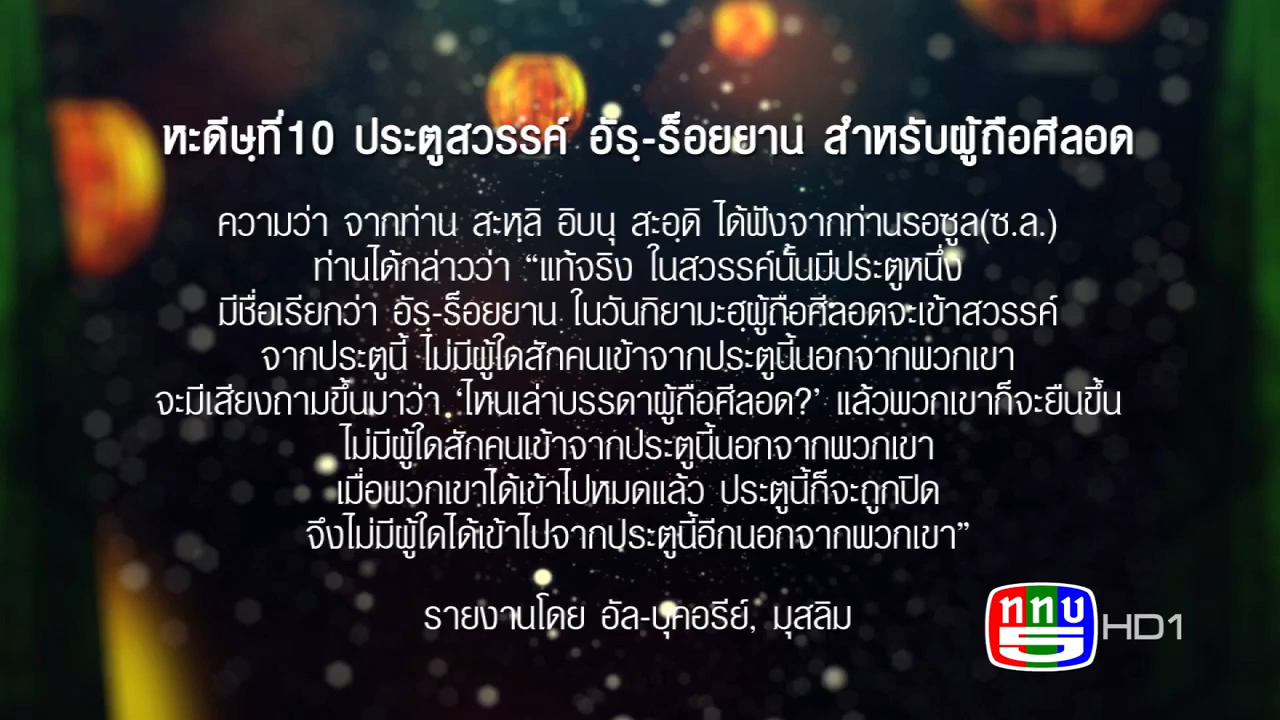 หะดีษฺที่10 ประตูสวรรค์ อัรฺ-ร็อยยาน สำหรับผู้ถือศีลอด
ความว่า จากท่าน สะหฺลิ อิบนุ สะอฺดิ ได้ฟังจากท่านรอซูล(ซ.ล.)
ท่านได้กล่าวว่า “แท้จริง ในสวรรค์นั้นมีประตูหนึ่ง
มีชื่อเรียกว่า อัรฺ-ร็อยยาน ในวันกิยามะฮฺผู้ถือศีลอดจะเข้าสวรรค์
จากประตูนี้ ไม่มีผู้ใดสักคนเข้าจากประตูนี้นอกจากพวกเขา
จะมีเสียงถามขึ้นมาว่า ‘ไหนเล่าบรรดาผู้ถือศีลอด?’ แล้วพวกเขาก็จะยืนขึ้น
ไม่มีผู้ใดสักคนเข้าจากประตูนี้นอกจากพวกเขา
เมื่อพวกเขาได้เข้าไปหมดแล้ว ประตูนี้ก็จะถูกปิด
จึงไม่มีผู้ใดได้เข้าไปจากประตูนี้อีกนอกจากพวกเขา”
รายงานโดย อัล-บุคอรีย์, มุสลิม
ททบ 5 HD1